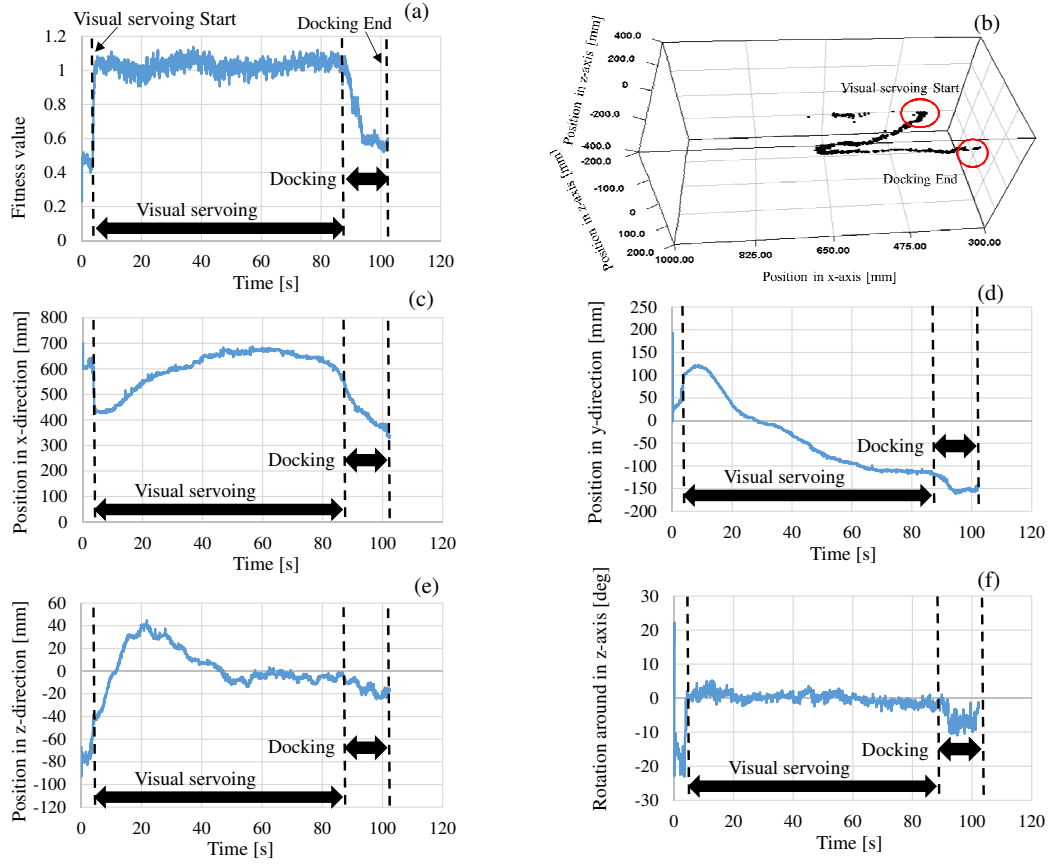 Visual servoing Start
(a)
Docking End
Fitness value
1.2
1
0.8
0.6
0.4
0.2
0
Docking
Visual servoing
0 20 40 60 80 100 120
Time [s]
(b)
Position in z-axis [mm]
400.0
200.0
0
-200.0
-400.0
Visual servoing Start
Docking End
Position in z-axis [mm]
-200.0
-100.0
0
100.0
200.0
1000.00 825.00 650.00 475.00 300.00
Position in x-axis [mm]
(c)
Position in x-direction [mm]
800
700
600
500
400
300
200
100
0
Docking
Visual servoing
0 20 40 60 80 100 120
Time [s]
(d)
Position in y-direction [mm]
250
200
150
100
50
0
-50
-100
-150
-200
Docking
Visual servoing
0 20 40 60 80 100 120
Time [s]
(e)
Position in z-direction [mm]
60
40
20
0
-20
-40
-60
-80
-100
-120
Docking
Visual servoing
0 20 40 60 80 100 120
Time [s]
(f)
Rotation around in z-axis [deg]
30
20
10
0
-10
-20
-30
Docking
Visual servoing
0 20 40 60 80 100 120
Time [s]